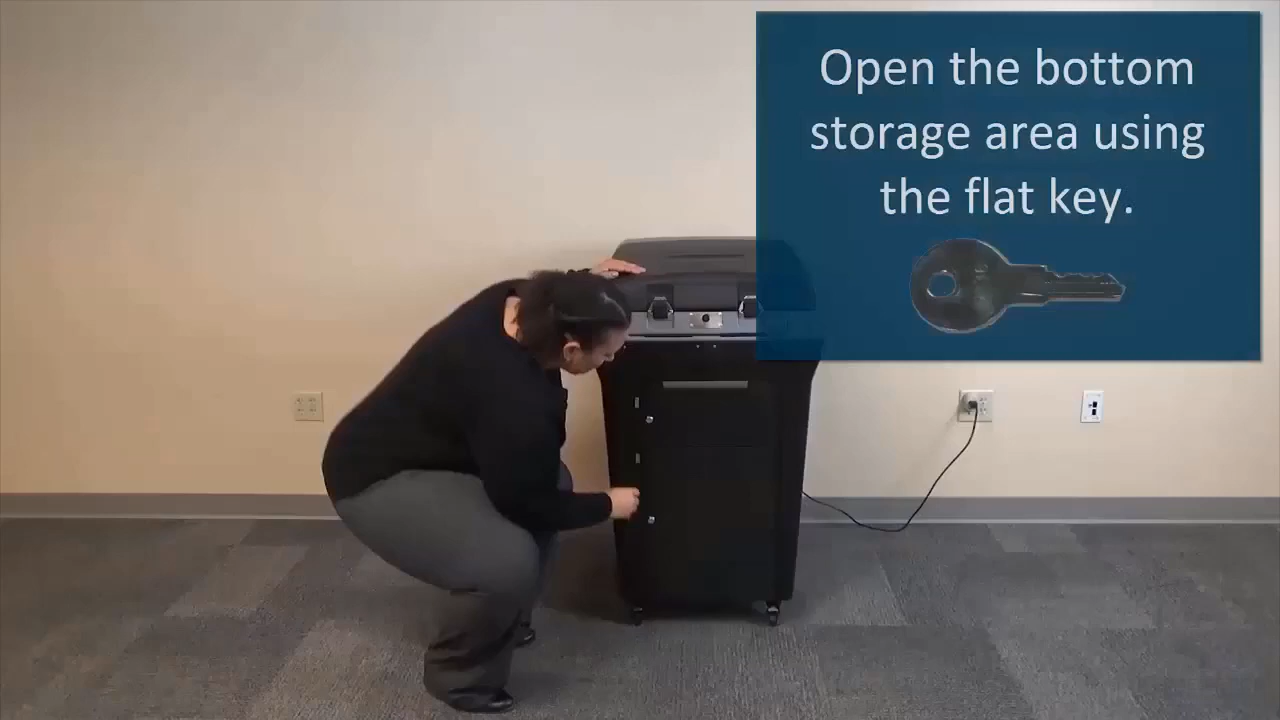 Open the bottom
storage area using
the flat key.